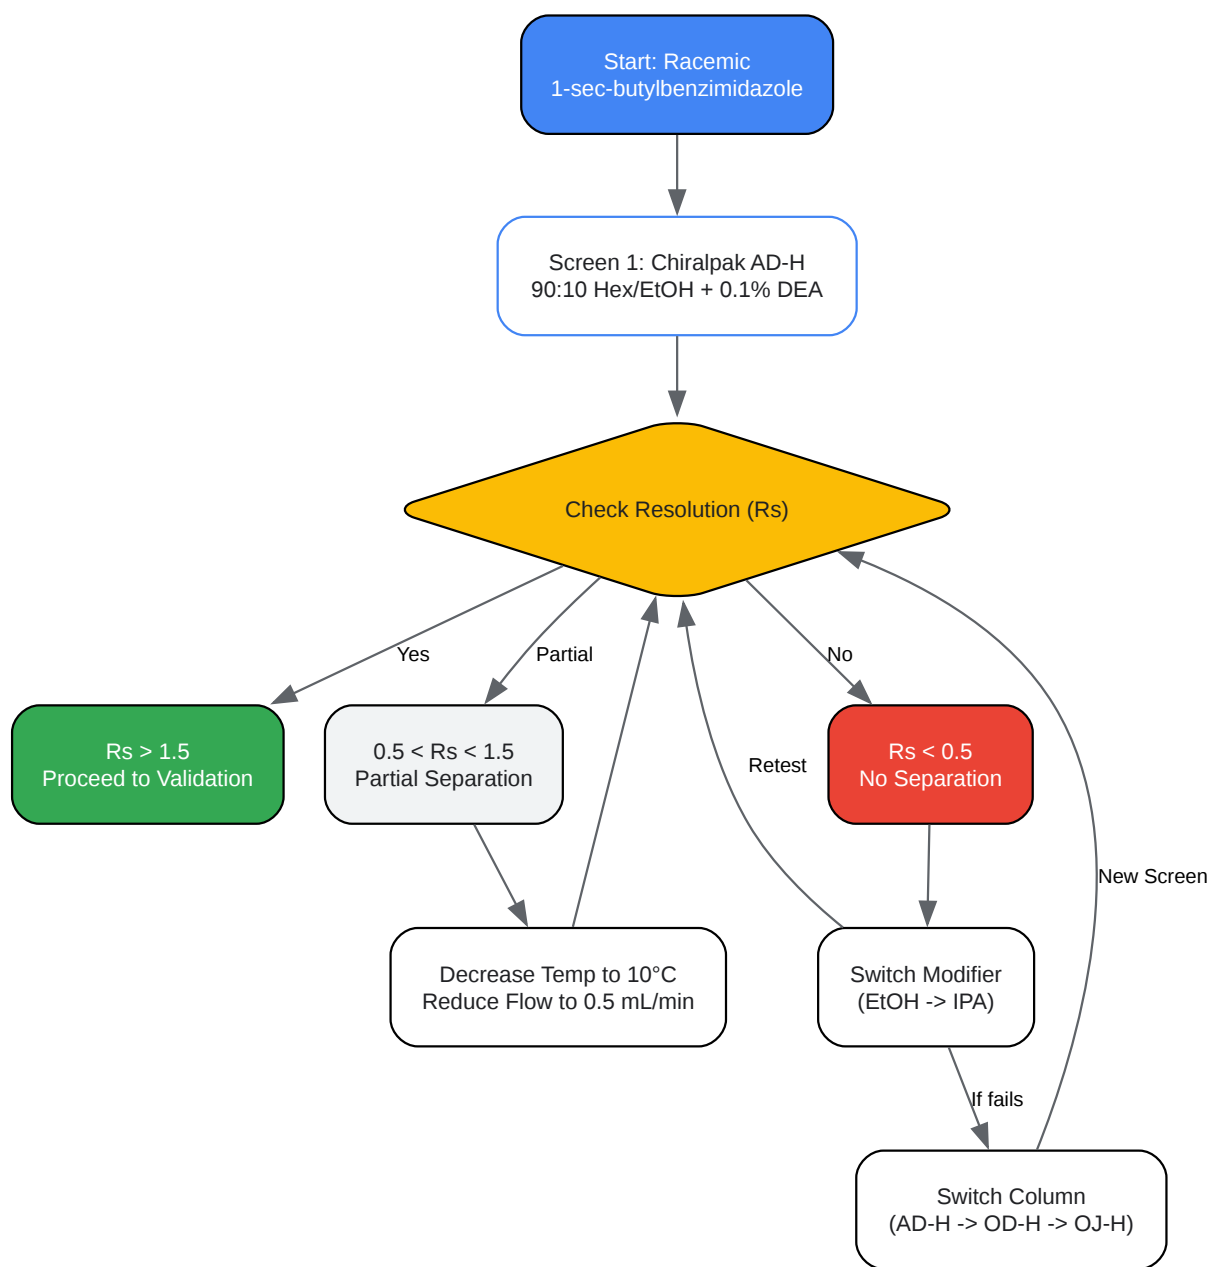 Start: Racemic
1-sec-butylbenzimidazole
Screen 1: Chiralpak AD-H
90:10 Hex/EtOH + 0.1% DEA
Check Resolution (Rs)
Yes
Partial
No
Rs > 1.5
Proceed to Validation
0.5 < Rs < 1.5
Partial Separation
Retest
Rs < 0.5
No Separation
New Screen
Decrease Temp to 10°C
Reduce Flow to 0.5 mL/min
Switch Modifier
(EtOH -> IPA)
If fails
Switch Column
(AD-H -> OD-H -> OJ-H)